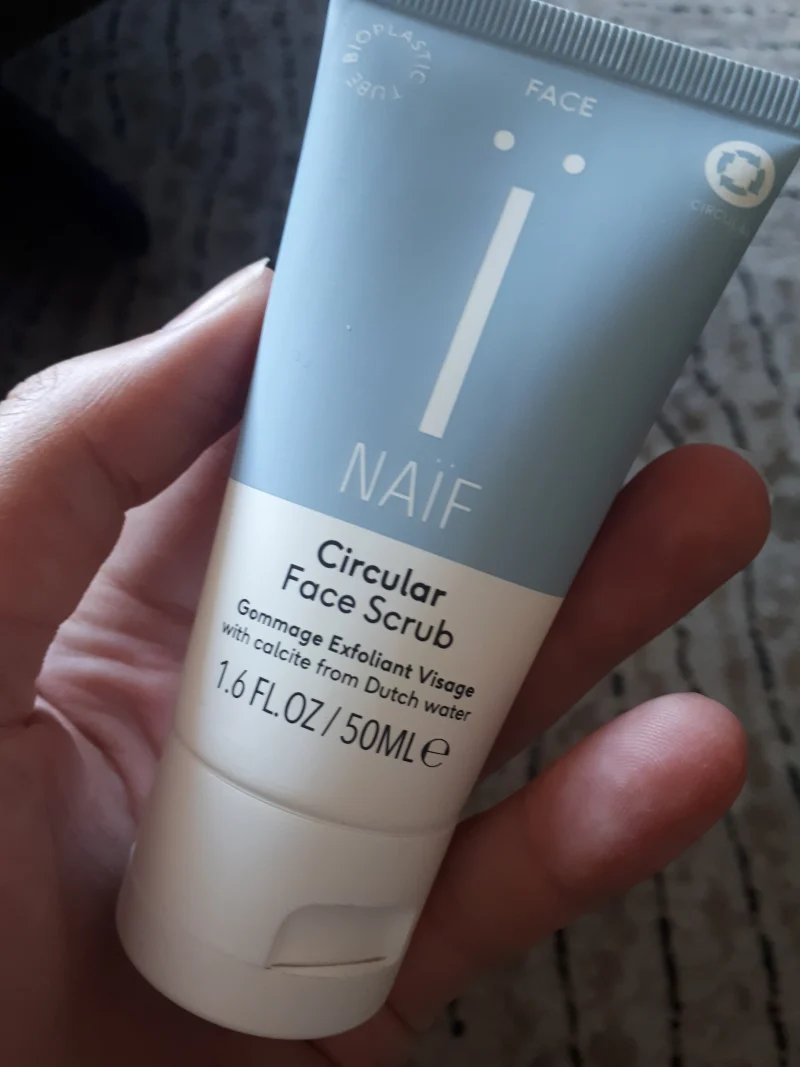 BIOPLASTIC TUBE
FACE
CIRCULAR
Ï
NAÏF
Circular
Face Scrub
Gommage Exfoliant Visage
with calcite from Dutch water
1.6 FL.OZ / 50ML ℮